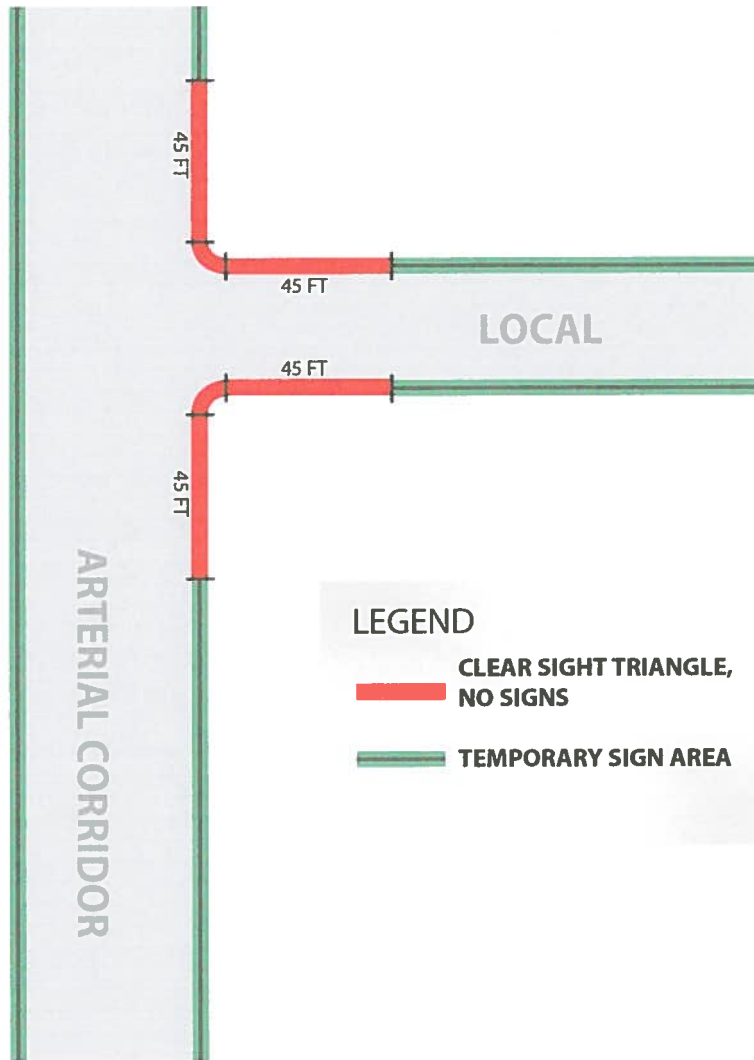 45 FT
45 FT
LOCAL
45 FT
45 FT
ARTERIAL CORRIDOR
LEGEND
CLEAR SIGHT TRIANGLE,
NO SIGNS
TEMPORARY SIGN AREA